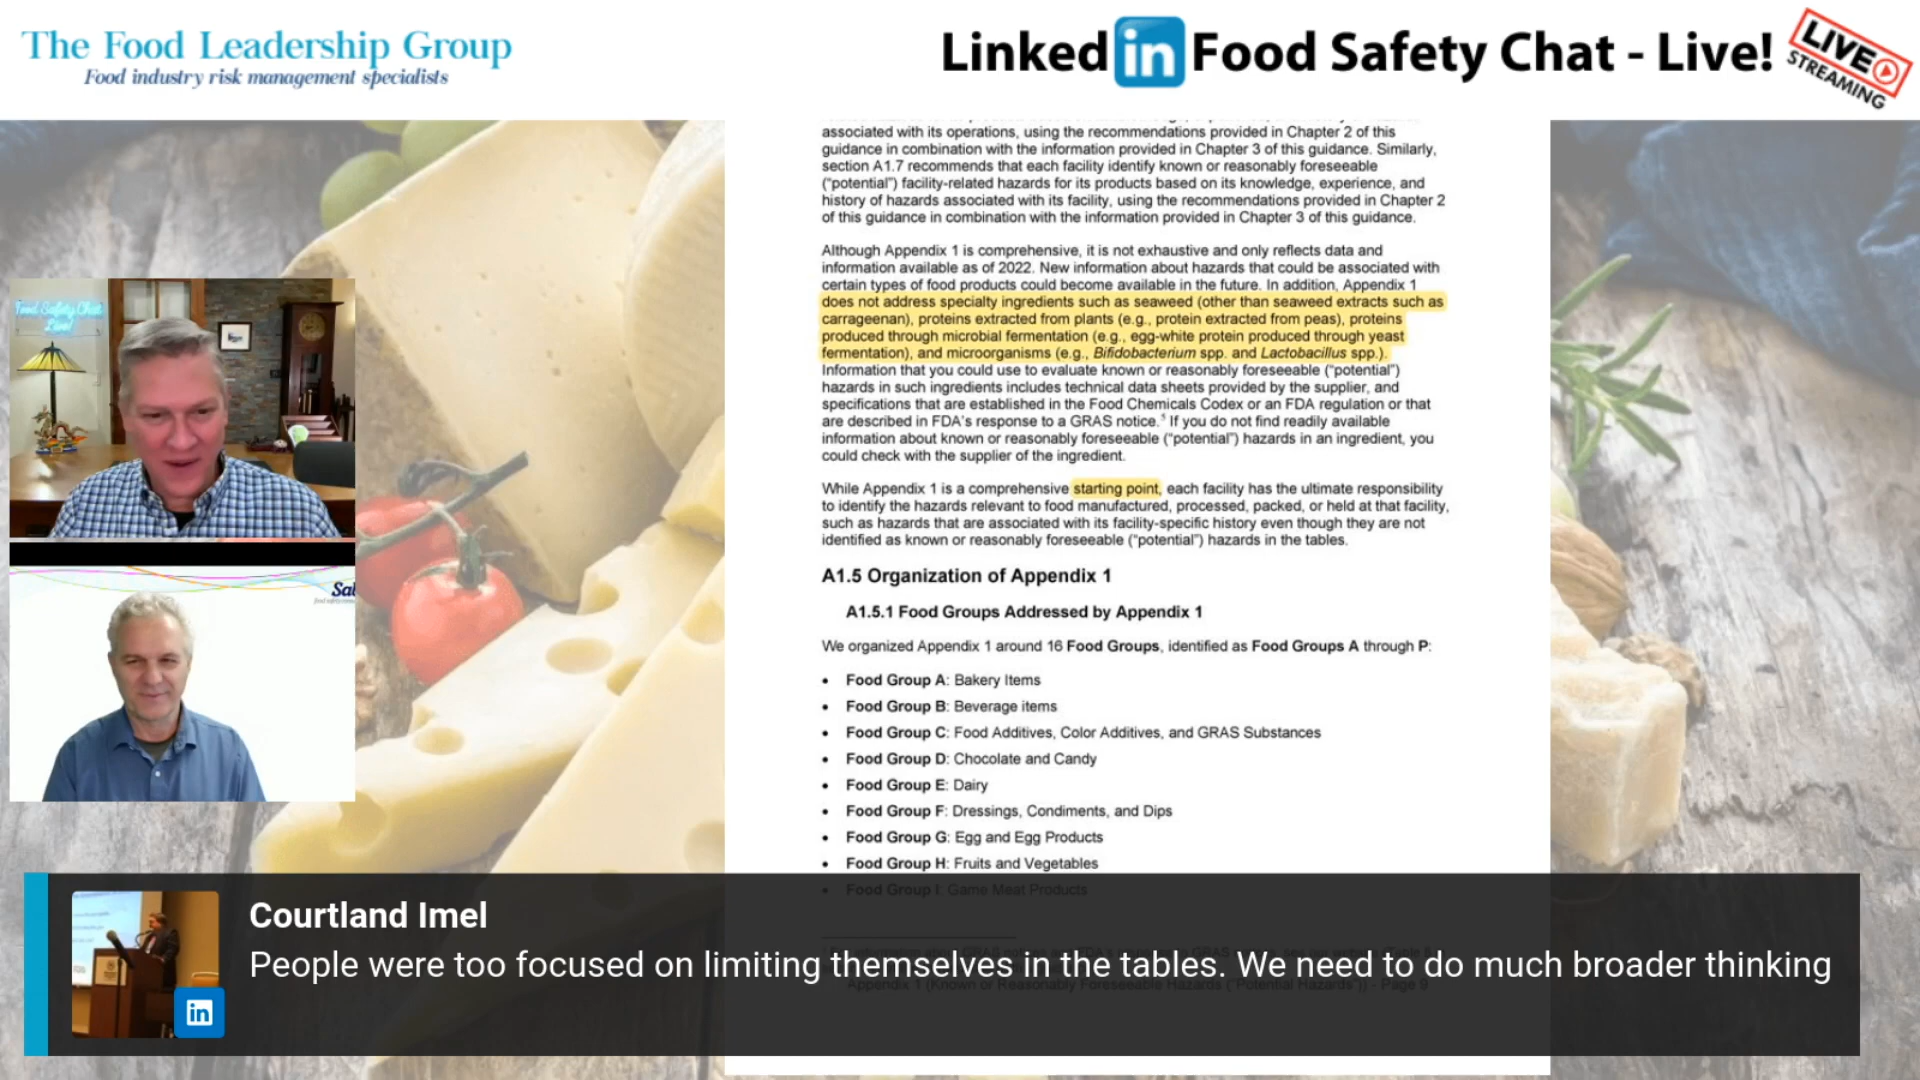 The Food Leadership Group
Food industry risk management specialists
Linked in Food Safety Chat - Live!
LIVE
STREAMING
associated with its operations, using the recommendations provided in Chapter 2 of this
guidance in combination with the information provided in Chapter 3 of this guidance. Similarly,
section A1.7 recommends that each facility identify known or reasonably foreseeable
(“potential”) facility-related hazards for its products based on its knowledge, experience, and
history of hazards associated with its facility, using the recommendations provided in Chapter 2
of this guidance in combination with the information provided in Chapter 3 of this guidance.
Although Appendix 1 is comprehensive, it is not exhaustive and only reflects data and
information available as of 2022. New information about hazards that could be associated with
certain types of food products could become available in the future. In addition, Appendix 1
does not address specialty ingredients such as seaweed (other than seaweed extracts such as
carrageenan), proteins extracted from plants (e.g., protein extracted from peas), proteins
produced through microbial fermentation (e.g., egg-white protein produced through yeast
fermentation), and microorganisms (e.g., Bifidobacterium spp. and Lactobacillus spp.).
Information that you could use to evaluate known or reasonably foreseeable (“potential”)
hazards in such ingredients includes technical data sheets provided by the supplier, and
specifications that are established in the Food Chemicals Codex or an FDA regulation or that
are described in FDA's response to a GRAS notice.5 If you do not find readily available
information about known or reasonably foreseeable (“potential”) hazards in an ingredient, you
could check with the supplier of the ingredient.
While Appendix 1 is a comprehensive starting point, each facility has the ultimate responsibility
to identify the hazards relevant to food manufactured, processed, packed, or held at that facility,
such as hazards that are associated with its facility-specific history even though they are not
identified as known or reasonably foreseeable (“potential”) hazards in the tables.
A1.5 Organization of Appendix 1
A1.5.1 Food Groups Addressed by Appendix 1
We organized Appendix 1 around 16 Food Groups, identified as Food Groups A through P:
• Food Group A: Bakery Items
• Food Group B: Beverage items
• Food Group C: Food Additives, Color Additives, and GRAS Substances
• Food Group D: Chocolate and Candy
• Food Group E: Dairy
• Food Group F: Dressings, Condiments, and Dips
• Food Group G: Egg and Egg Products
• Food Group H: Fruits and Vegetables
• Food Group I: Game Meat Products
Appendix 1 (Known or Reasonably Foreseeable Hazards (“Potential Hazards”)) - Page 9
Food Safety Chat
Live!
Courtland Imel
People were too focused on limiting themselves in the tables. We need to do much broader thinking
in